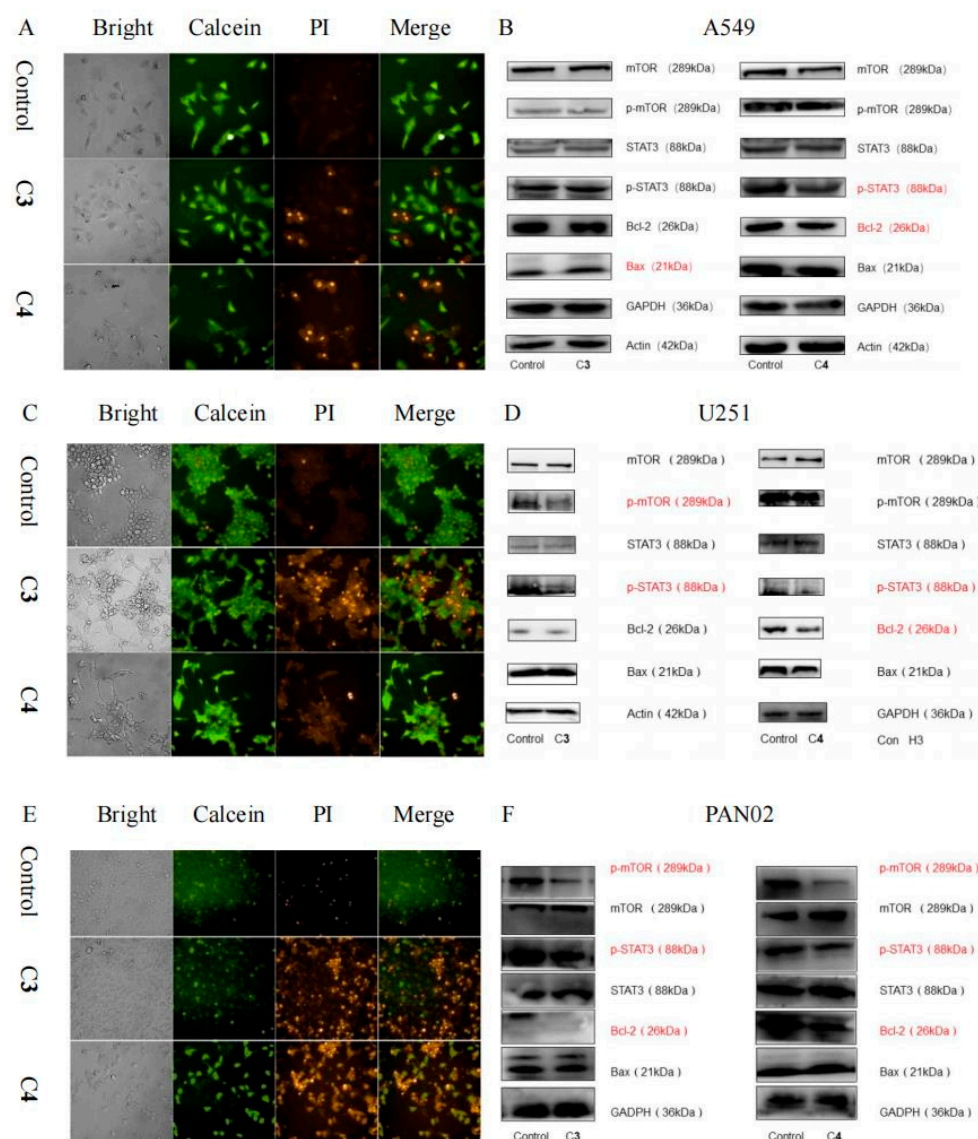 A Bright Calcein PI Merge B A549
Control
C3
C4
mTOR (289kDa)
p-mTOR (289kDa)
STAT3 (88kDa)
p-STAT3 (88kDa)
Bcl-2 (26kDa)
Bax (21kDa)
GAPDH (36kDa)
Actin (42kDa)
Control C3
mTOR (289kDa)
p-mTOR (289kDa)
STAT3 (88kDa)
p-STAT3 (88kDa)
Bcl-2 (26kDa)
Bax (21kDa)
GAPDH (36kDa)
Actin (42kDa)
Control C4
C Bright Calcein PI Merge D U251
Control
C3
C4
mTOR (289kDa)
p-mTOR (289kDa)
STAT3 (88kDa)
p-STAT3 (88kDa)
Bcl-2 (26kDa)
Bax (21kDa)
Actin (42kDa)
Control C3
mTOR (289kDa)
p-mTOR (289kDa)
STAT3 (88kDa)
p-STAT3 (88kDa)
Bcl-2 (26kDa)
Bax (21kDa)
GAPDH (36kDa)
Control C4 Con H3
E Bright Calcein PI Merge F PAN02
Control
C3
C4
p-mTOR (289kDa)
mTOR (289kDa)
p-STAT3 (88kDa)
STAT3 (88kDa)
Bcl-2 (26kDa)
Bax (21kDa)
GADPH (36kDa)
Control C3
p-mTOR (289kDa)
mTOR (289kDa)
p-STAT3 (88kDa)
STAT3 (88kDa)
Bcl-2 (26kDa)
Bax (21kDa)
GADPH (36kDa)
Control C4